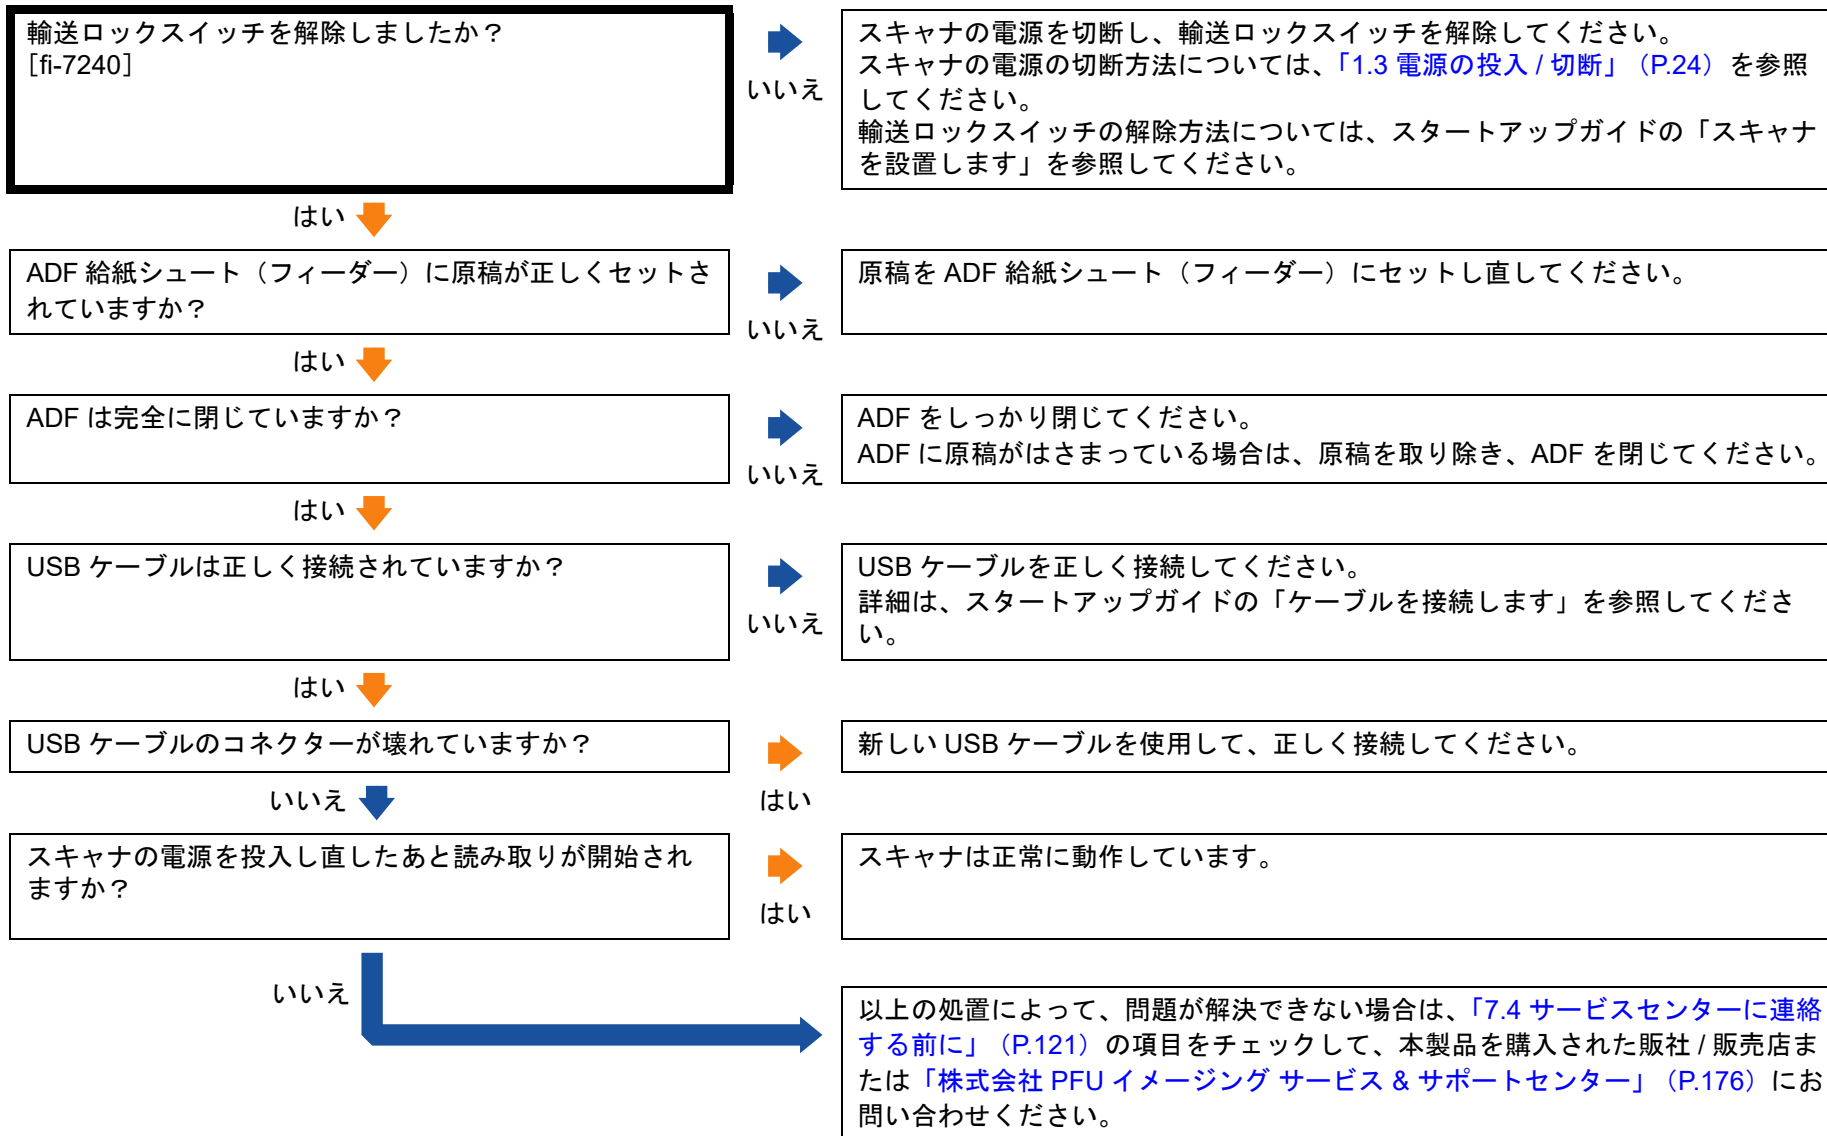 輸送ロックスイッチを解除しましたか？
［fi-7240］
いいえ
スキャナの電源を切断し、輸送ロックスイッチを解除してください。
スキャナの電源の切断方法については、「1.3 電源の投入 / 切断」（P.24）を参照
してください。
輸送ロックスイッチの解除方法については、スタートアップガイドの「スキャナ
を設置します」を参照してください。
はい
ADF 給紙シュート（フィーダー）に原稿が正しくセットさ
れていますか？
いいえ
原稿を ADF 給紙シュート（フィーダー）にセットし直してください。
はい
ADF は完全に閉じていますか？
いいえ
ADF をしっかり閉じてください。
ADF に原稿がはさまっている場合は、原稿を取り除き、ADF を閉じてください。
はい
USB ケーブルは正しく接続されていますか？
いいえ
USB ケーブルを正しく接続してください。
詳細は、スタートアップガイドの「ケーブルを接続します」を参照してくださ
い。
はい
USB ケーブルのコネクターが壊れていますか？
はい
新しい USB ケーブルを使用して、正しく接続してください。
いいえ
スキャナの電源を投入し直したあと読み取りが開始され
ますか？
はい
スキャナは正常に動作しています。
いいえ
以上の処置によって、問題が解決できない場合は、「7.4 サービスセンターに連絡
する前に」（P.121）の項目をチェックして、本製品を購入された販社 / 販売店ま
たは「株式会社 PFU イメージング サービス & サポートセンター」（P.176）にお
問い合わせください。